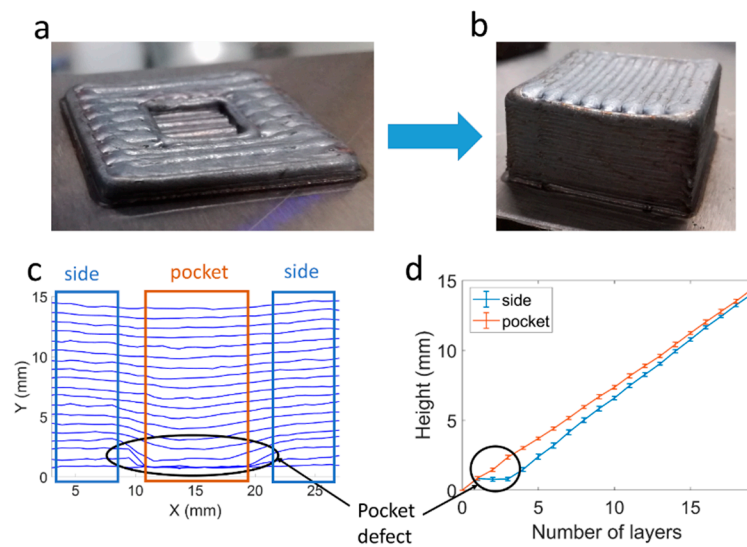 a
b
c
side
pocket
side
Y (mm)
15
10
5
0
5
10
15
20
25
X (mm)
Pocket
defect
d
side
pocket
Height (mm)
15
10
5
0
0
5
10
15
Number of layers